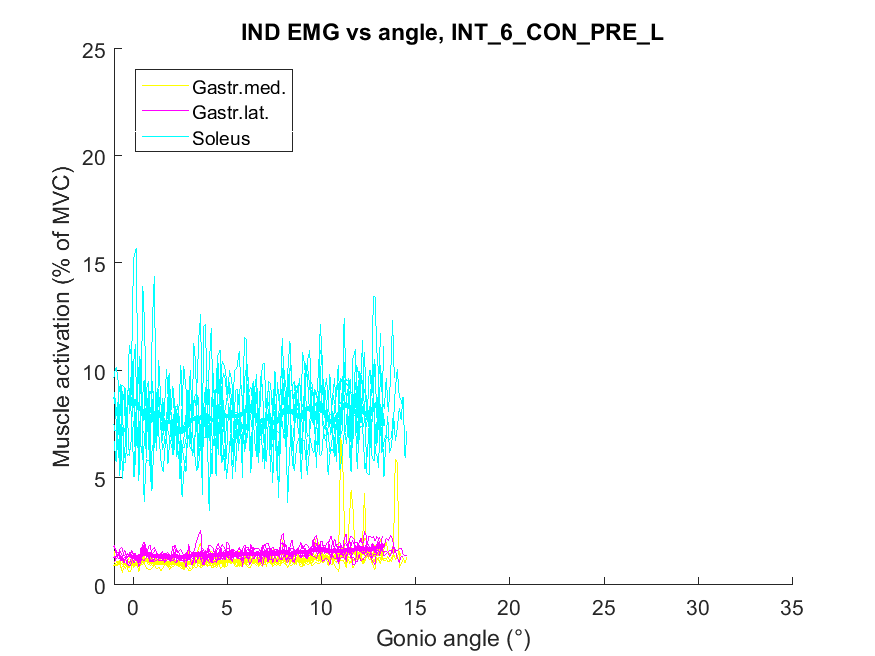 IND EMG vs angle, INT_6_CON_PRE_L
25
20
15
10
5
0
Muscle activation (% of MVC)
Gastr.med.
Gastr.lat.
Soleus
0 5 10 15 20 25 30 35
Gonio angle (°)